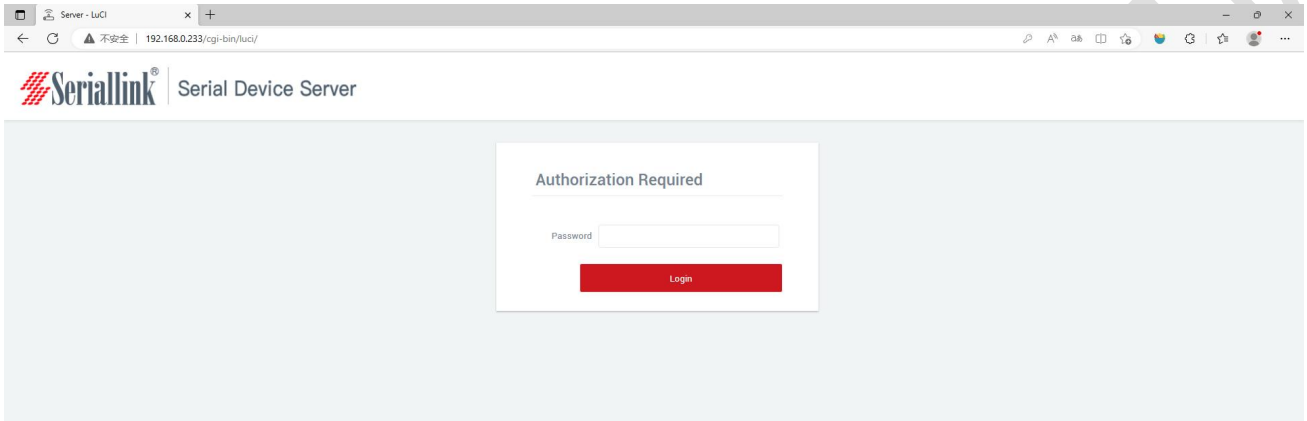 Server - LuCI
不安全 192.168.0.233/cgi-bin/luci/
Seriallink® Serial Device Server
Authorization Required
Password
Login